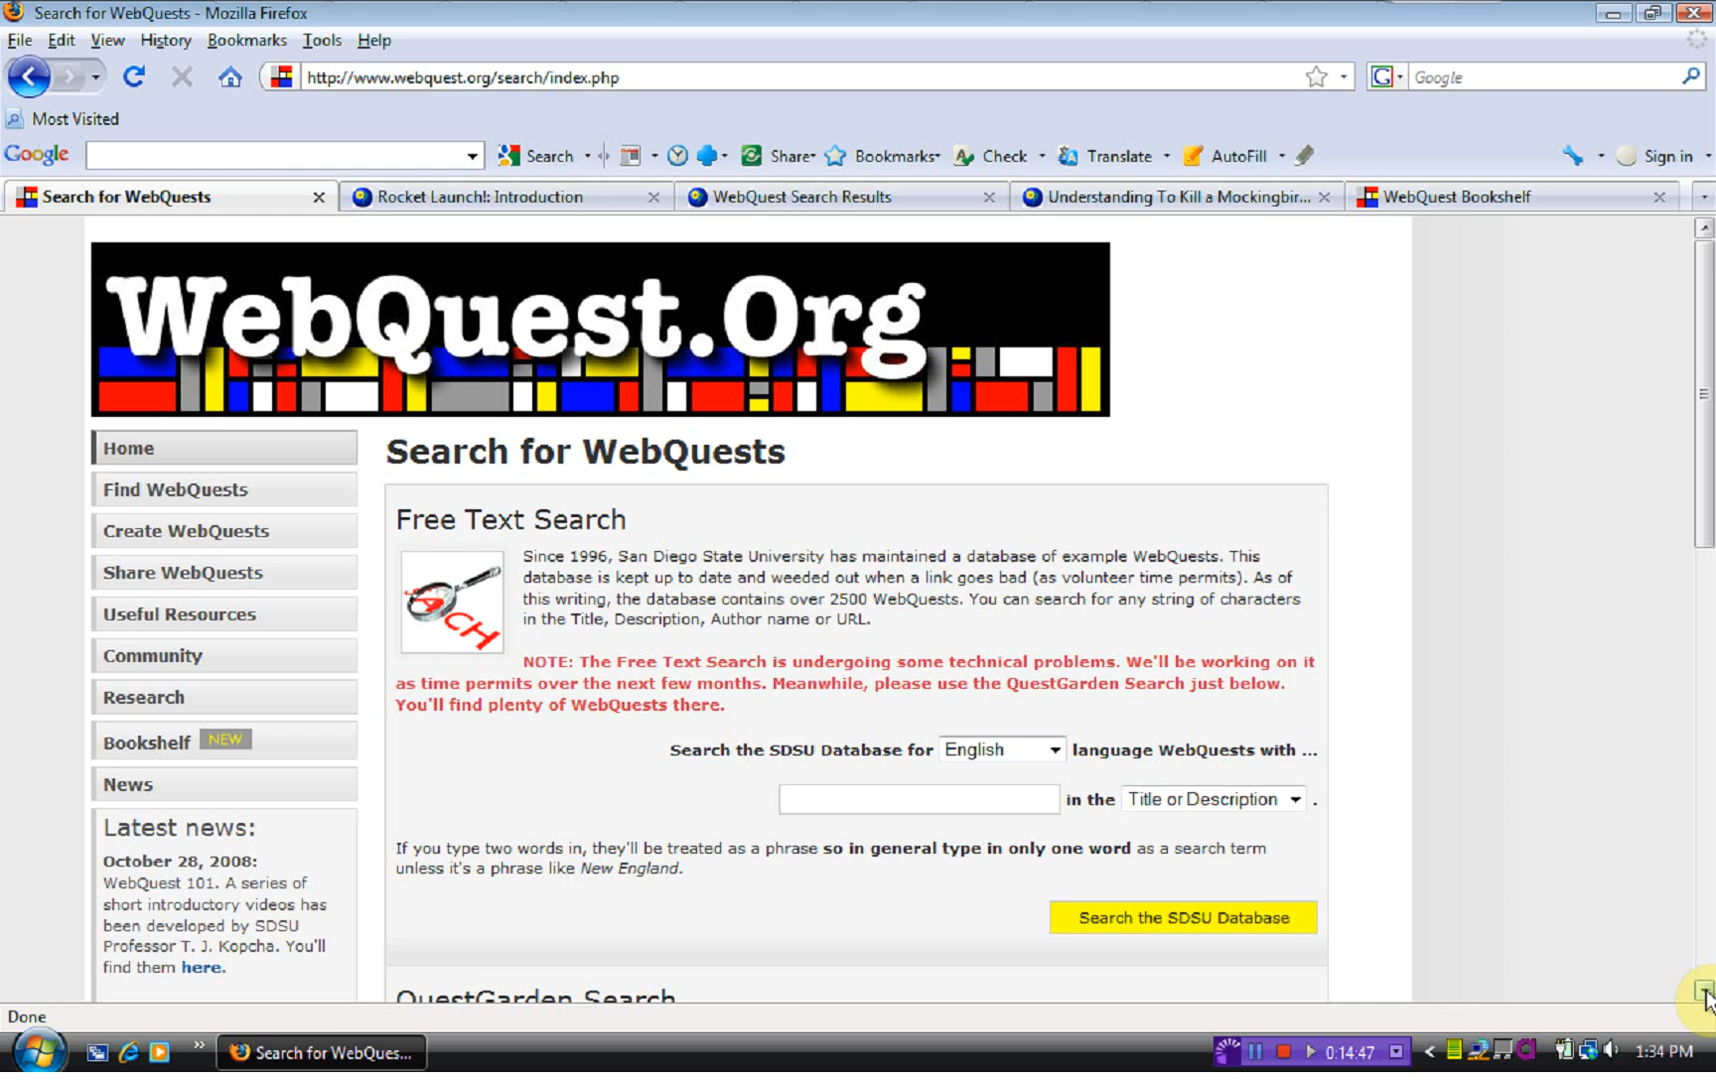 Search for WebQuests - Mozilla Firefox
File Edit View History Bookmarks Tools Help
http://www.webquest.org/search/index.php
G Google
Most Visited
Google Search Share Bookmarks Check Translate AutoFill Sign in
Search for WebQuests Rocket Launch!: Introduction WebQuest Search Results Understanding To Kill a Mockingbir... WebQuest Bookshelf
WebQuest.Org
Home
Find WebQuests
Create WebQuests
Share WebQuests
Useful Resources
Community
Research
Bookshelf NEW
News
Latest news:
October 28, 2008:
WebQuest 101. A series of
short introductory videos has
been developed by SDSU
Professor T. J. Kopcha. You'll
find them here.
Search for WebQuests
Free Text Search
Since 1996, San Diego State University has maintained a database of example WebQuests. This
database is kept up to date and weeded out when a link goes bad (as volunteer time permits). As of
this writing, the database contains over 2500 WebQuests. You can search for any string of characters
in the Title, Description, Author name or URL.
NOTE: The Free Text Search is undergoing some technical problems. We'll be working on it
as time permits over the next few months. Meanwhile, please use the QuestGarden Search just below.
You'll find plenty of WebQuests there.
Search the SDSU Database for English language WebQuests with ...
in the Title or Description .
If you type two words in, they'll be treated as a phrase so in general type in only one word as a search term
unless it's a phrase like New England.
Search the SDSU Database
QuestGarden Search
Done
Search for WebQues...
0:14:47
1:34 PM